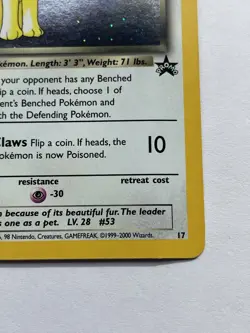 okémon. Length: 3' 3", Weight: 71 lbs.
your opponent has any Benched
ip a coin. If heads, choose 1 of
ent's Benched Pokémon and
h the Defending Pokémon.
Claws Flip a coin. If heads, the
Pokémon is now Poisoned.
10
resistance
retreat cost
-30
because of its beautiful fur. The leader
s one as a pet. LV. 28 #53
, 98 Nintendo, Creatures, GAMEFREAK. ©1999-2000 Wizards.
17